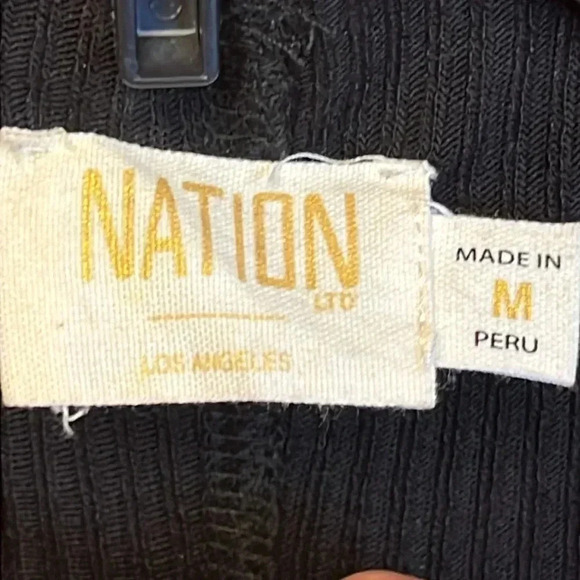 NATION
LTD
LOS ANGELES
MADE IN
M
PERU